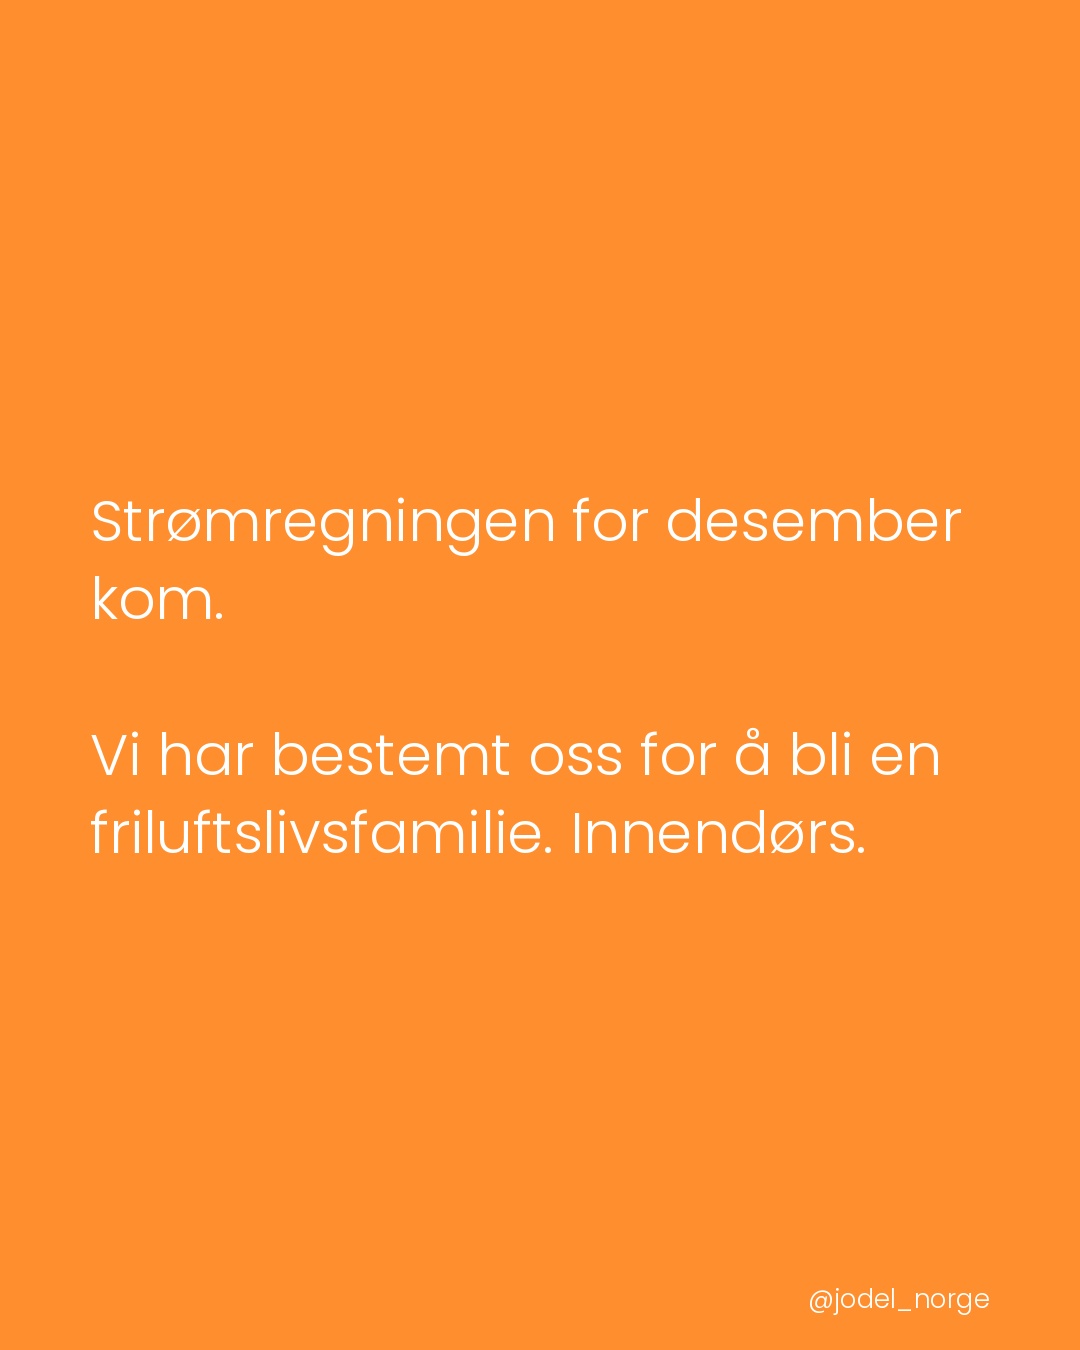 Strømregningen for desember
kom.
Vi har bestemt oss for å bli en
friluftslivsfamilie. Innendørs.
@jodel_norge